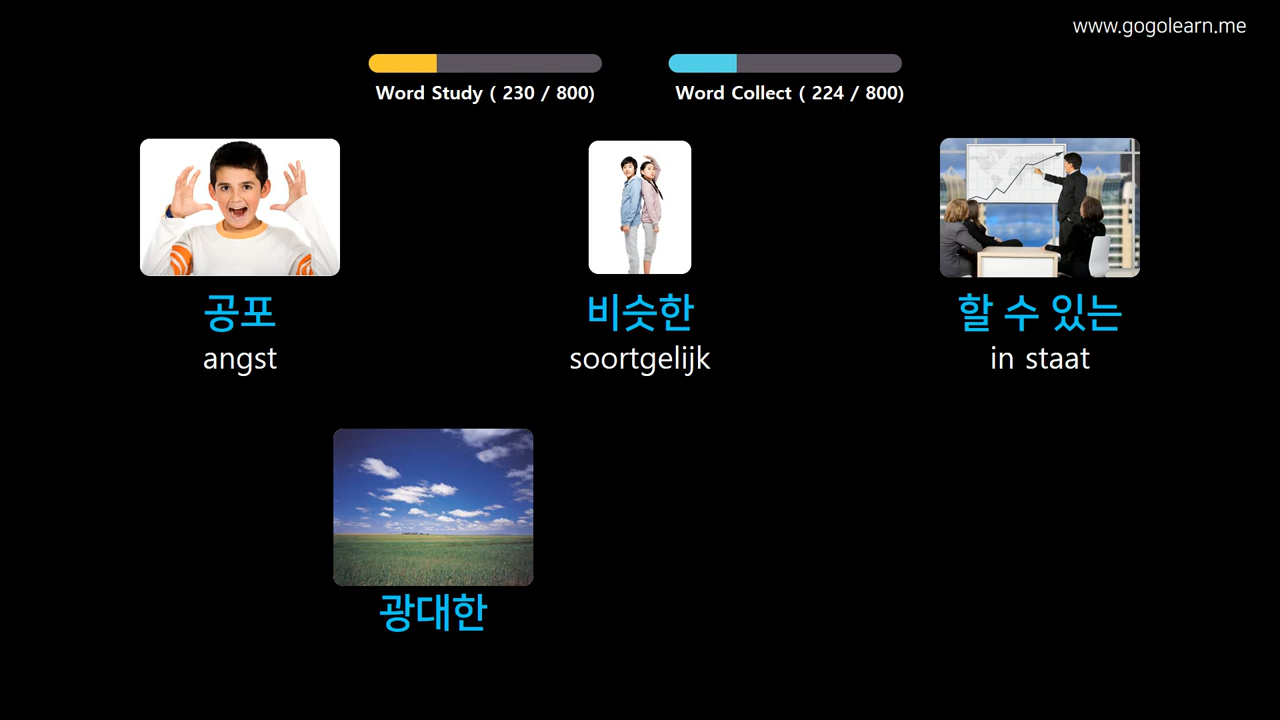 www.gogolearn.me
Word Study ( 230 / 800)
Word Collect ( 224 / 800)
공포
angst
비슷한
soortgelijk
할 수 있는
in staat
광대한